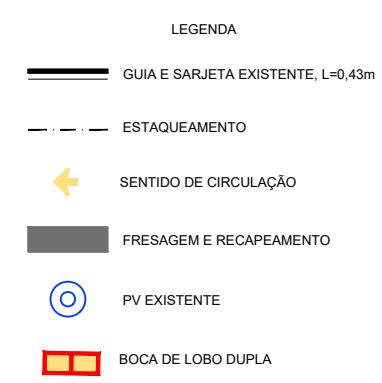 LEGENDA
GUIA E SARJETA EXISTENTE, L=0,43m
ESTAQUEAMENTO
SENTIDO DE CIRCULAÇÃO
FRESAGEM E RECAPEAMENTO
PV EXISTENTE
BOCA DE LOBO DUPLA